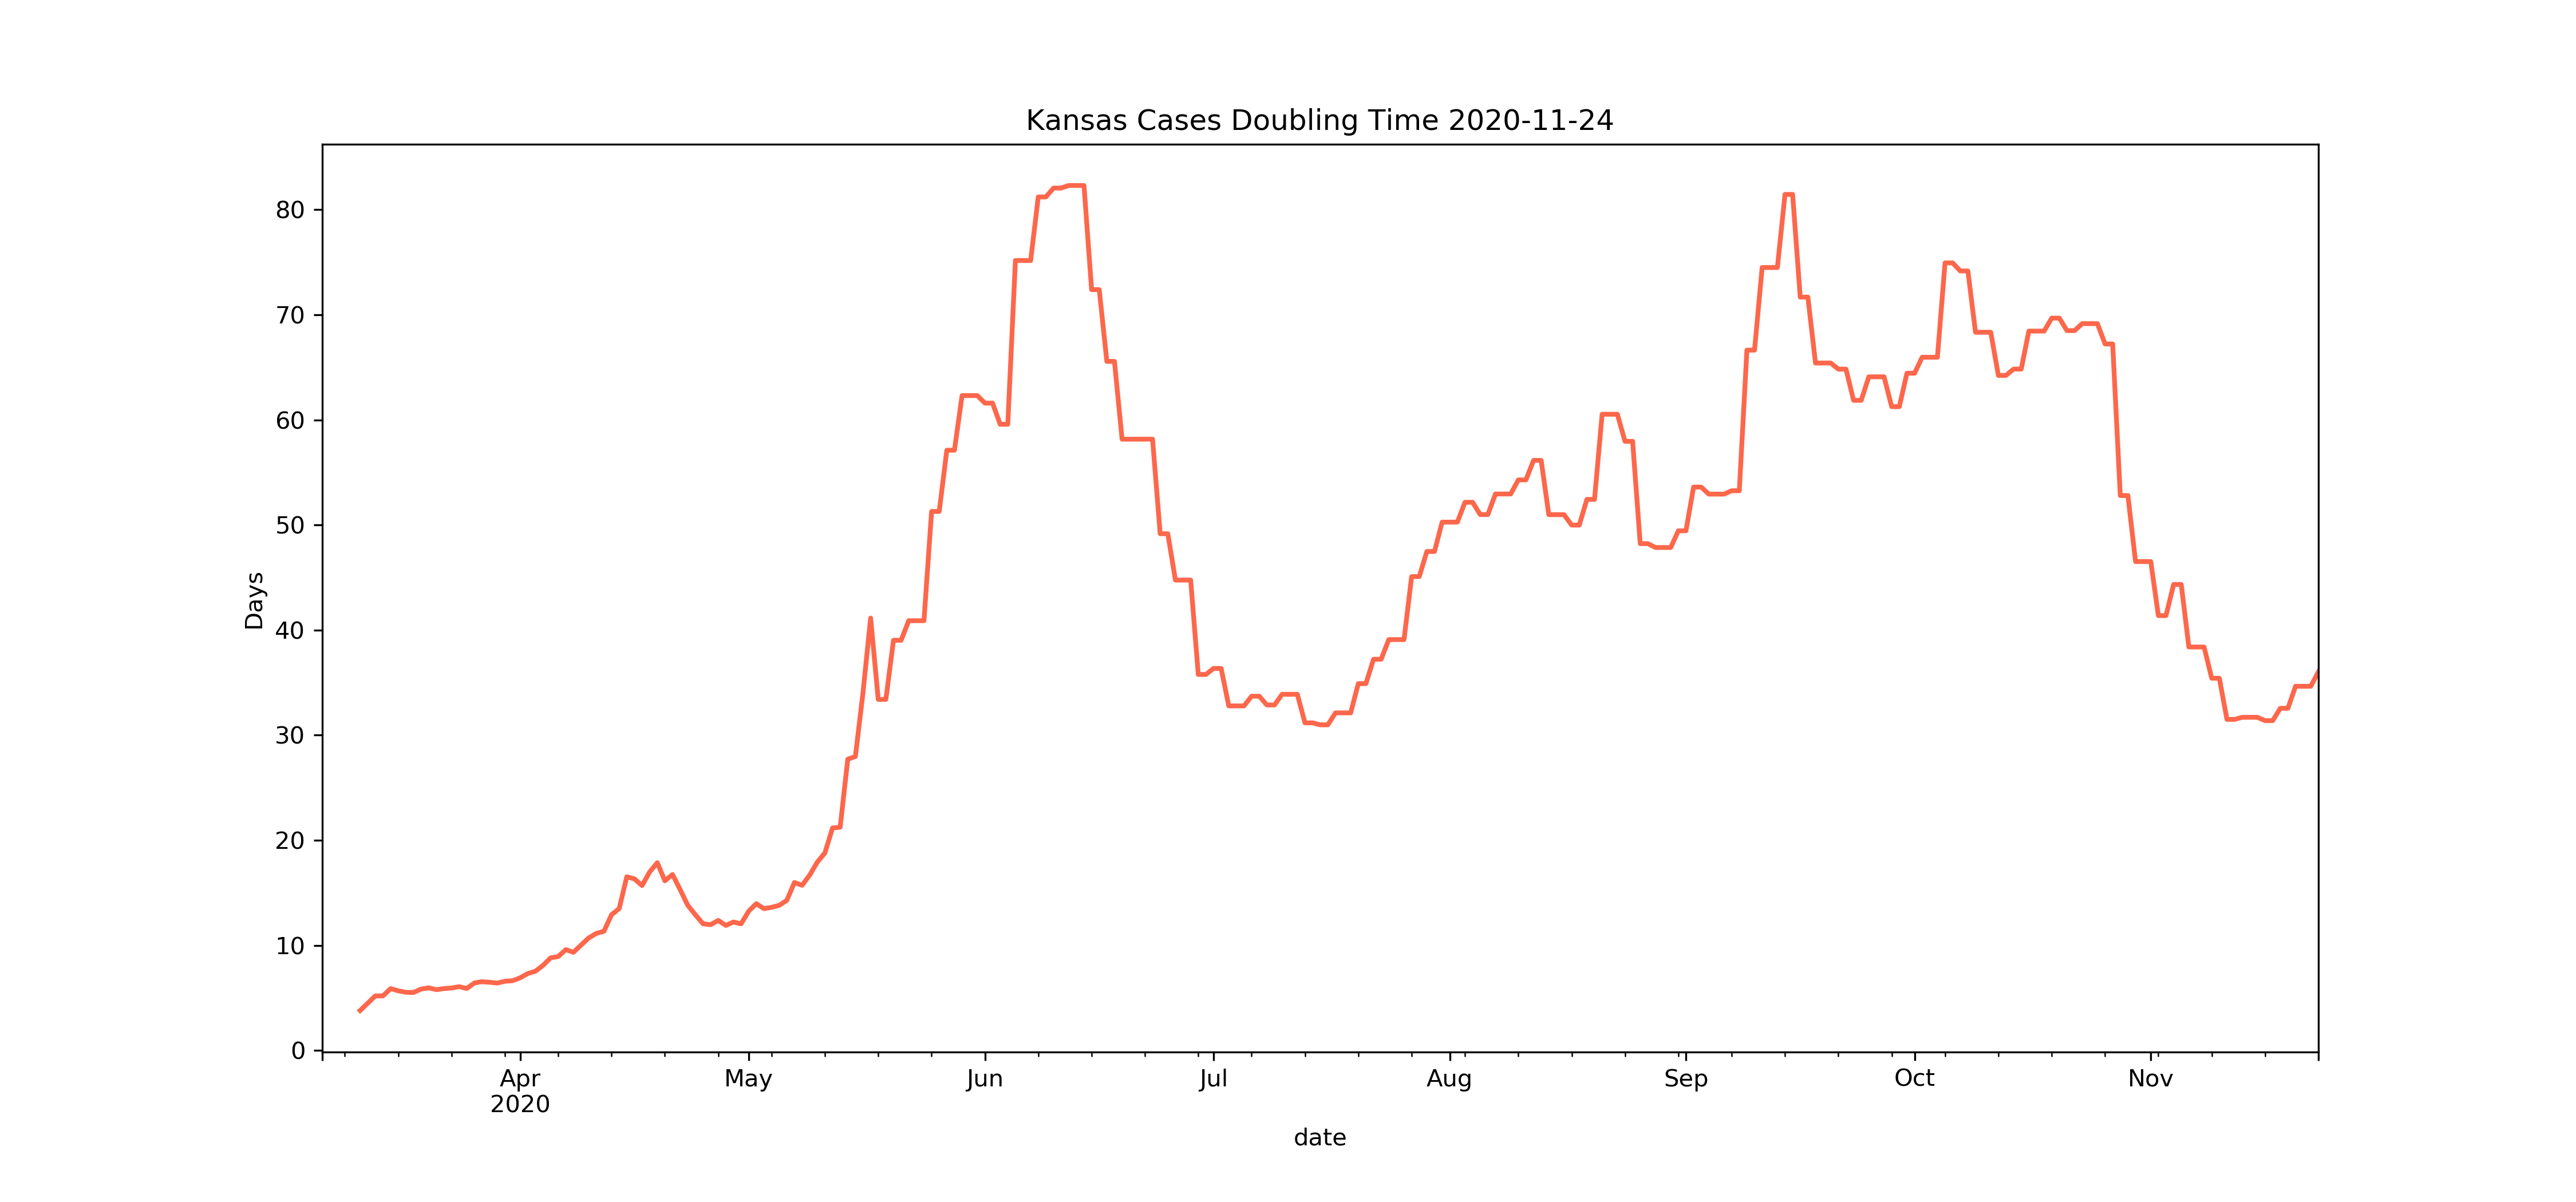 Kansas Cases Doubling Time 2020-11-24
80
70
60
50
40
30
20
10
0
Days
Apr May Jun Jul Aug Sep Oct Nov
2020
date